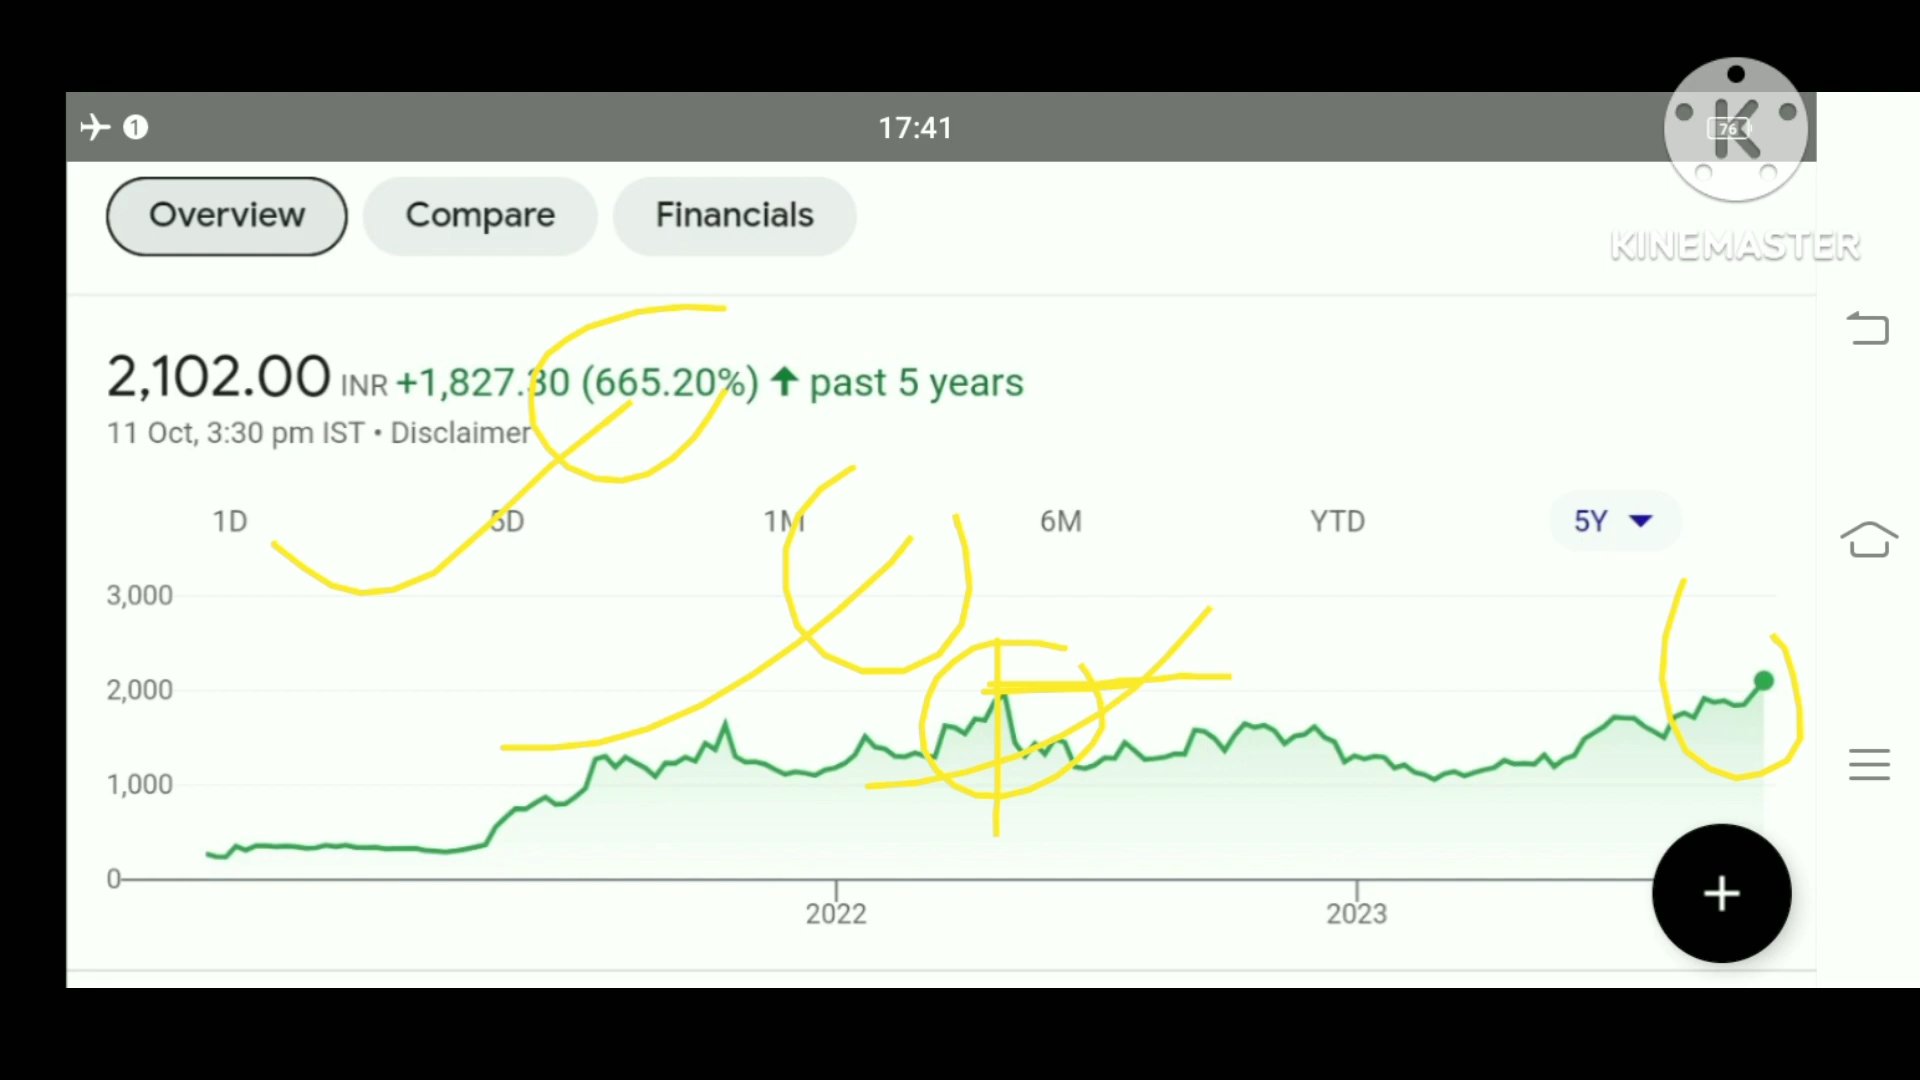 17:41
76
K
KINEMASTER
Overview Compare Financials
2,102.00 INR +1,827.30 (665.20%) ↑ past 5 years
11 Oct, 3:30 pm IST • Disclaimer
1D 5D 1M 6M YTD 5Y
3,000
2,000
1,000
0
2022 2023